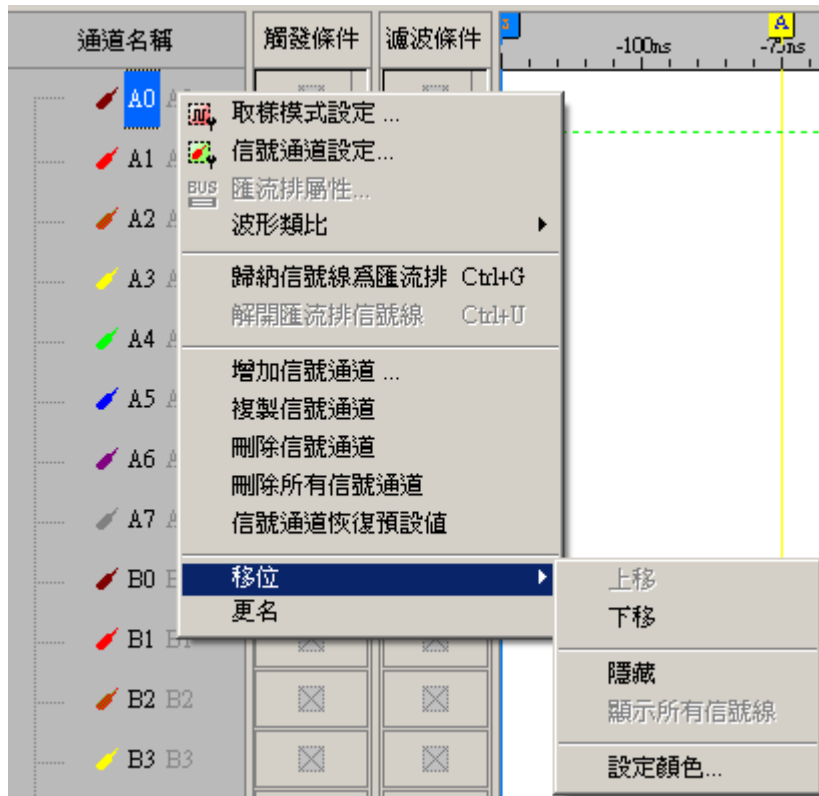 通道名稱 觸發條件 濾波條件
-100ns
A
-75ns
A0
取樣模式設定 ...
A1
信號通道設定...
BUS 匯流排屬性...
A2
波形類比
A3
歸納信號線爲匯流排 Ctrl+G
解開匯流排信號線 Ctrl+U
A4
增加信號通道 ...
A5
複製信號通道
刪除信號通道
A6
刪除所有信號通道
A7
信號通道恢復預設值
B0
移位
上移
更名
下移
B1 B1
隱藏
B2 B2
顯示所有信號線
B3 B3
設定顏色...